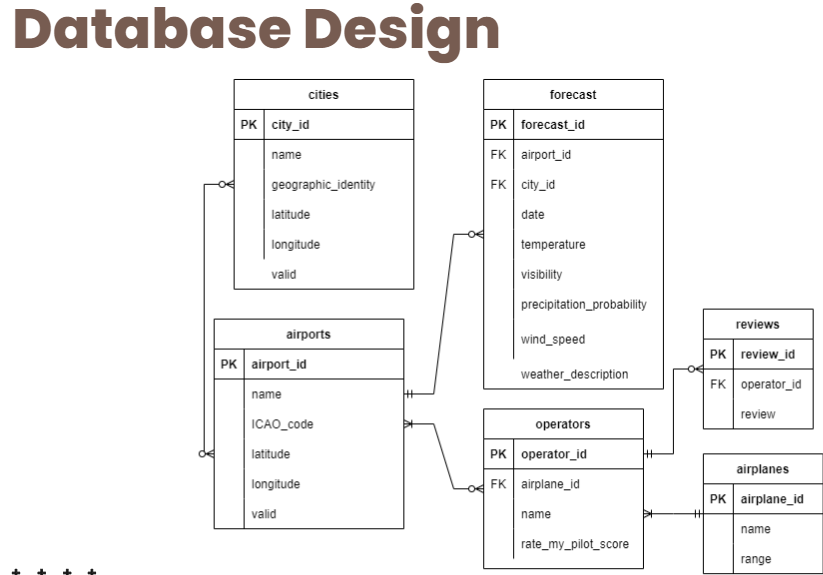 Database Design
cities
PK city_id
name
geographic_identity
latitude
longitude
valid
forecast
PK forecast_id
FK airport_id
FK city_id
date
temperature
visibility
precipitation_probability
wind_speed
weather_description
airports
PK airport_id
name
ICAO_code
latitude
longitude
valid
operators
PK operator_id
FK airplane_id
name
rate_my_pilot_score
reviews
PK review_id
FK operator_id
review
airplanes
PK airplane_id
name
range